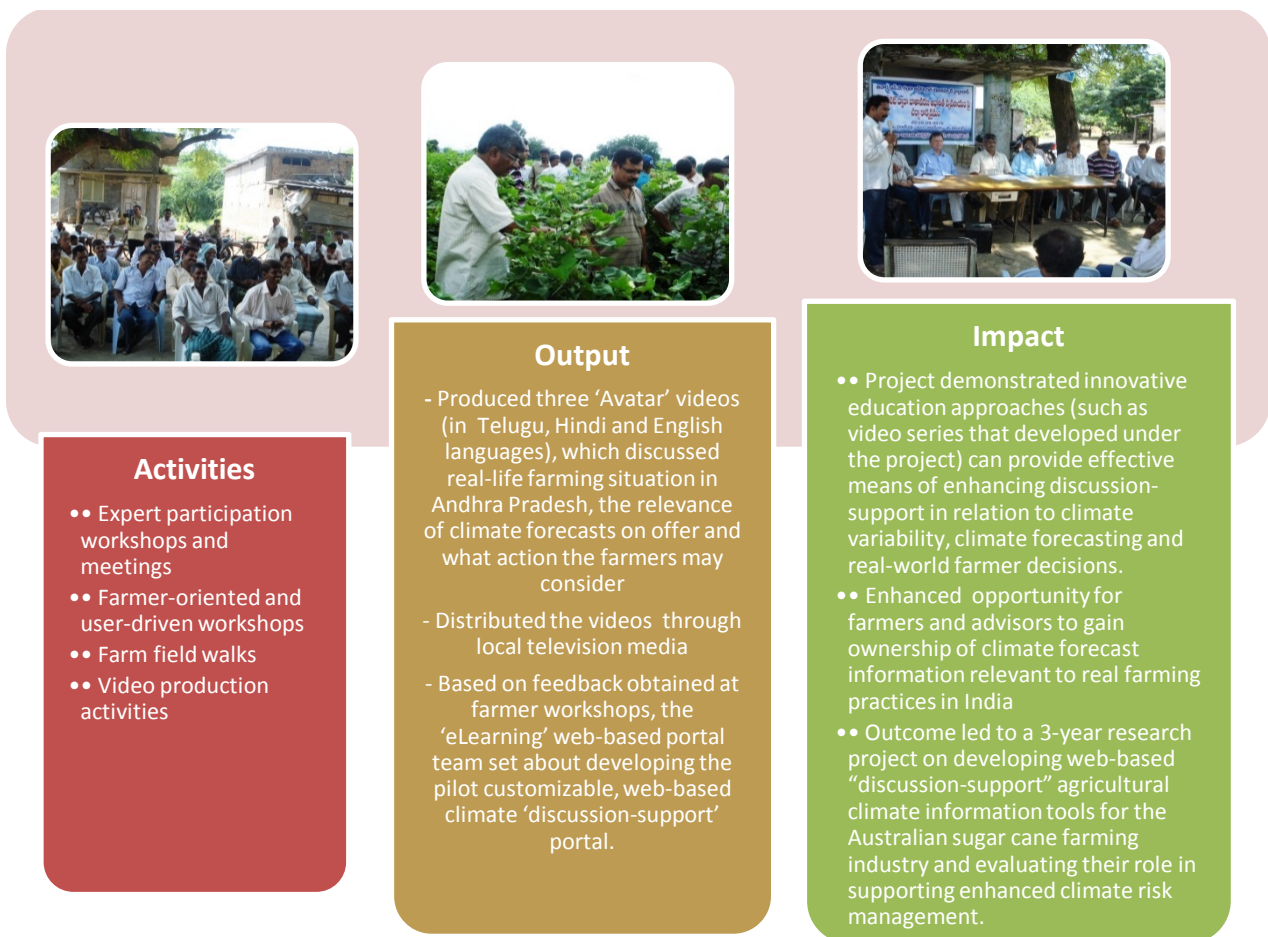 Activities
•• Expert participation
workshops and
meetings
•• Farmer-oriented and
user-driven workshops
•• Farm field walks
•• Video production
activities
Output
- Produced three ‘Avatar’ videos
(in  Telugu, Hindi and English
languages), which discussed
real-life farming situation in
Andhra Pradesh, the relevance
of climate forecasts on offer and
what action the farmers may
consider
- Distributed the videos  through
local television media
- Based on feedback obtained at
farmer workshops, the
‘eLearning’ web-based portal
team set about developing the
pilot customizable, web-based
climate ‘discussion-support’
portal.
Impact
•• Project demonstrated innovative
education approaches (such as
video series that developed under
the project) can provide effective
means of enhancing discussion-
support in relation to climate
variability, climate forecasting and
real-world farmer decisions.
•• Enhanced  opportunity for
farmers and advisors to gain
ownership of climate forecast
information relevant to real farming
practices in India
•• Outcome led to a 3-year research
project on developing web-based
“discussion-support” agricultural
climate information tools for the
Australian sugar cane farming
industry and evaluating their role in
supporting enhanced climate risk
management.